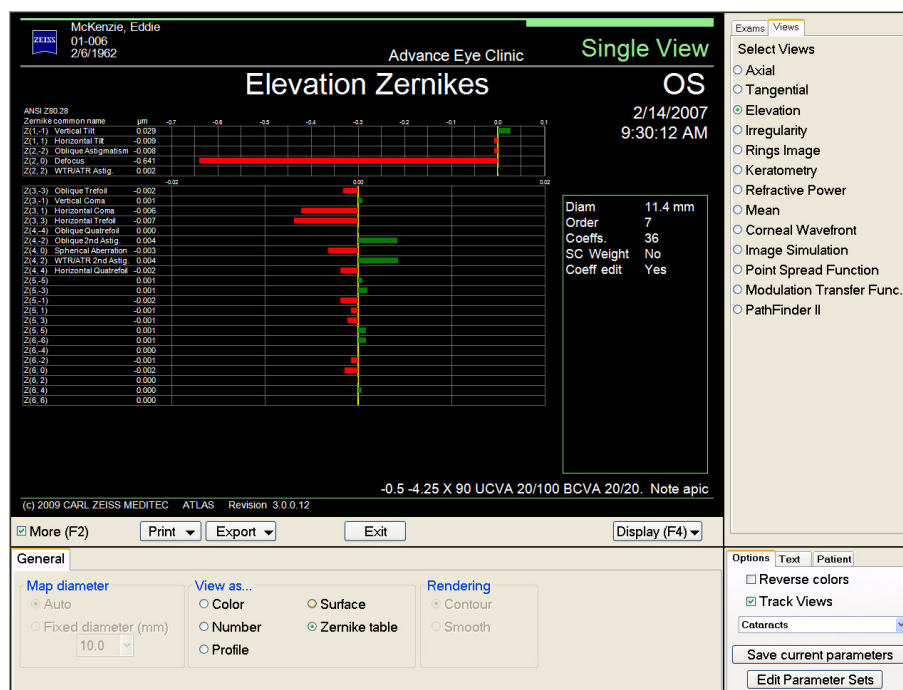 ZEISS
McKenzie, Eddie
01-006
2/6/1962
Advance Eye Clinic
Single View
Elevation Zernikes
OS
2/14/2007
9:30:12 AM
ANSI Z80.28
Zernike common name µm -0.7 -0.6 -0.5 -0.4 -0.3 -0.2 -0.1 0.0 0.1
Z(1,-1) Vertical Tilt 0.029
Z(1, 1) Horizontal Tilt -0.009
Z(2,-2) Oblique Astigmatism -0.008
Z(2, 0) Defocus -0.641
Z(2, 2) WTR/ATR Astig. 0.002
-0.02 0.00 0.02
Z(3,-3) Oblique Trefoil -0.002
Z(3,-1) Vertical Coma 0.001
Z(3, 1) Horizontal Coma -0.006
Z(3, 3) Horizontal Trefoil -0.007
Z(4,-4) Oblique Quatrefoil 0.000
Z(4,-2) Oblique 2nd Astig. 0.004
Z(4, 0) Spherical Aberration -0.003
Z(4, 2) WTR/ATR 2nd Astig. 0.004
Z(4, 4) Horizontal Quatrefoil -0.002
Z(5,-5) 0.001
Z(5,-3) 0.001
Z(5,-1) -0.002
Z(5, 1) -0.001
Z(5, 3) -0.001
Z(5, 5) 0.001
Z(6,-6) 0.001
Z(6,-4) 0.000
Z(6,-2) -0.001
Z(6, 0) -0.002
Z(6, 2) 0.000
Z(6, 4) 0.000
Z(6, 6) 0.000
Diam 11.4 mm
Order 7
Coeffs. 36
SC Weight No
Coeff edit Yes
-0.5 -4.25 X 90 UCVA 20/100 BCVA 20/20. Note apic
(c) 2009 CARL ZEISS MEDITEC ATLAS Revision 3.0.0.12
Exams Views
Select Views
Axial
Tangential
Elevation
Irregularity
Rings Image
Keratometry
Refractive Power
Mean
Corneal Wavefront
Image Simulation
Point Spread Function
Modulation Transfer Func.
PathFinder II
More (F2) Print Export Exit Display (F4)
General
Map diameter
Auto
Fixed diameter (mm)
10.0
View as...
Color Surface
Number Zernike table
Profile
Rendering
Contour
Smooth
Options Text Patient
Reverse colors
Track Views
Cataracts
Save current parameters
Edit Parameter Sets